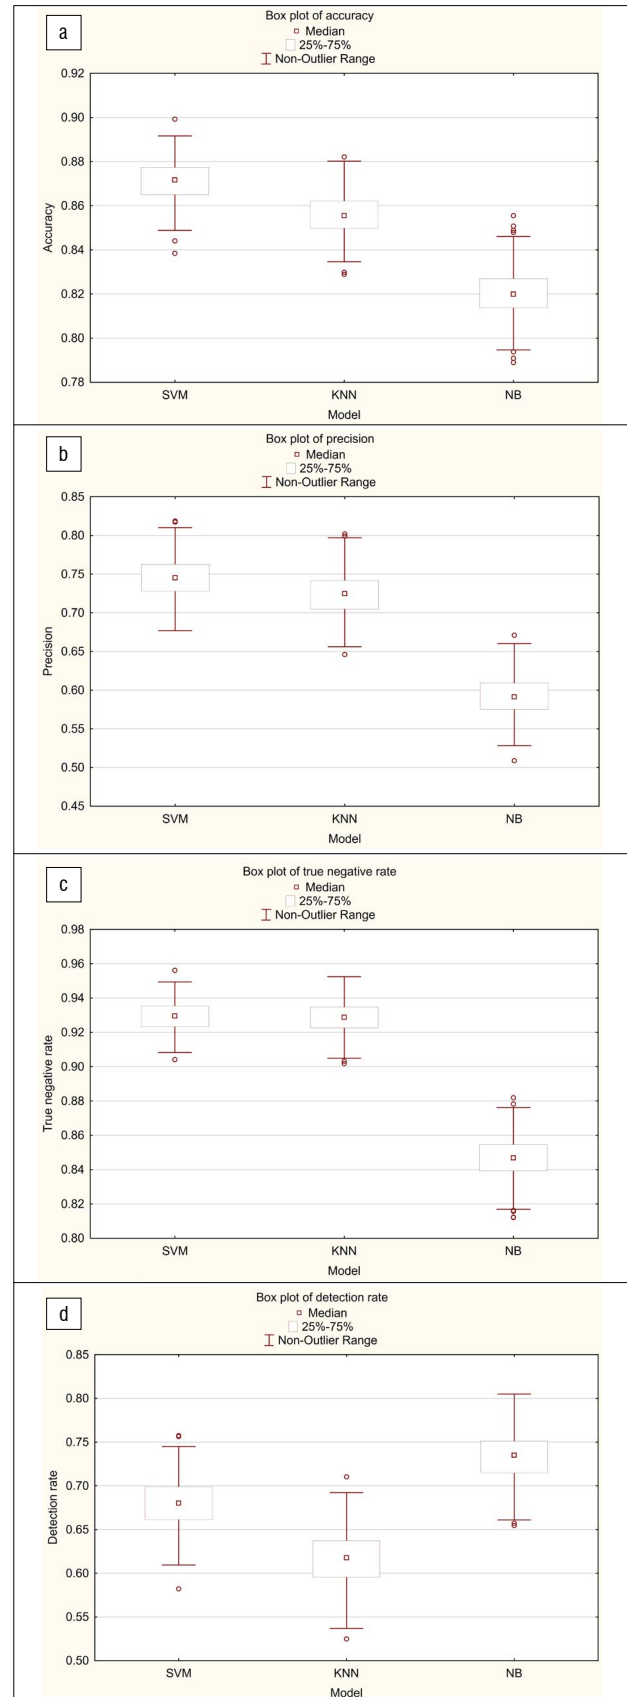 a
Box plot of accuracy
Median
25%-75%
Non-Outlier Range
0.92
0.90
0.88
0.86
0.84
0.82
0.80
0.78
Accuracy
SVM KNN NB
Model
b
Box plot of precision
Median
25%-75%
Non-Outlier Range
0.85
0.80
0.75
0.70
0.65
0.60
0.55
0.50
0.45
Precision
SVM KNN NB
Model
c
Box plot of true negative rate
Median
25%-75%
Non-Outlier Range
0.98
0.96
0.94
0.92
0.90
0.88
0.86
0.84
0.82
0.80
True negative rate
SVM KNN NB
Model
d
Box plot of detection rate
Median
25%-75%
Non-Outlier Range
0.85
0.80
0.75
0.70
0.65
0.60
0.55
0.50
Detection rate
SVM KNN NB
Model